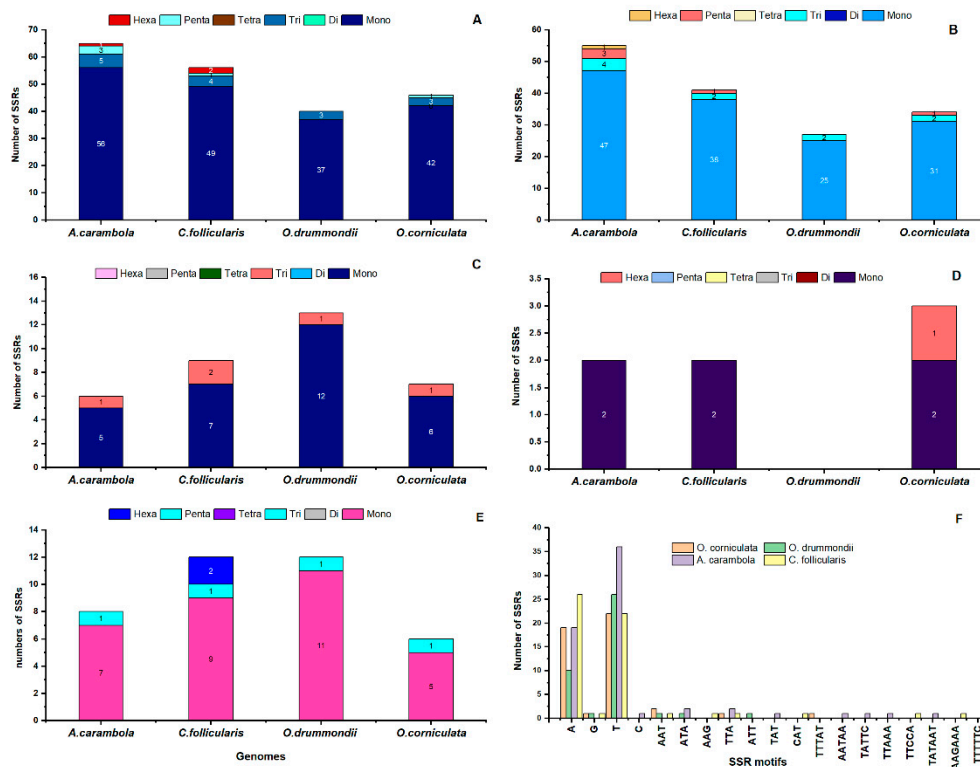 Hexa Penta Tetra Tri Di Mono
A
Number of SSRs
70
60
50
40
30
20
10
0
1
3
5
56
2
4
49
3
37
1
3
42
A.carambola C.follicularis O.drummondii O.corniculata
Hexa Penta Tetra Tri Di Mono
B
Number of SSRs
60
50
40
30
20
10
0
1
3
4
47
1
2
38
2
25
1
2
31
A.carambola C.follicularis O.drummondii O.corniculata
Hexa Penta Tetra Tri Di Mono
C
Number of SSRs
16
14
12
10
8
6
4
2
0
1
5
2
7
1
12
1
6
A.carambola C.follicularis O.drummondii O.corniculata
Hexa Penta Tetra Tri Di Mono
D
Number of SSRs
3.5
3.0
2.5
2.0
1.5
1.0
0.5
0.0
2
2
1
2
A.carambola C.follicularis O.drummondii O.corniculata
Hexa Penta Tetra Tri Di Mono
E
numbers of SSRs
14
12
10
8
6
4
2
0
1
7
2
1
9
1
11
1
5
A.carambola C.follicularis O.drummondii O.corniculata
Genomes
F
O. corniculata O. drummondii
A. carambola C. follicularis
Number of SSRs
40
35
30
25
20
15
10
5
0
A
G
T
C
AAT
ATA
AAG
TTA
ATT
TAT
CAT
TTTAT
AATAA
TATTC
TTAAA
TTCCA
TATAAT
AAGAAA
SSR motifs